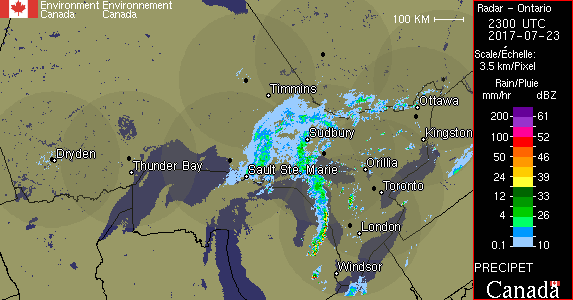 Environment Environnement
Canada Canada
100 KM
Timmins
Ottawa
Sudbury
Kingston
Dryden
Thunder Bay
Sault Ste. Marie
Orillia
Toronto
London
Windsor
Radar - Ontario
2300 UTC
2017-07-23
Scale/Échelle:
3.5 km/Pixel
Rain/Pluie
mm/hr dBZ
200 61
100 52
50 46
24 39
12 33
4 26
0.1 10
PRECIPET
Canada